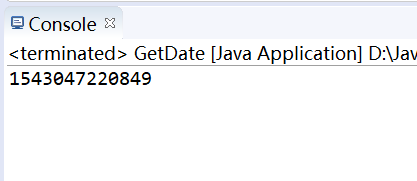 Console
<terminated> GetDate [Java Application] D:\Jav
1543047220849